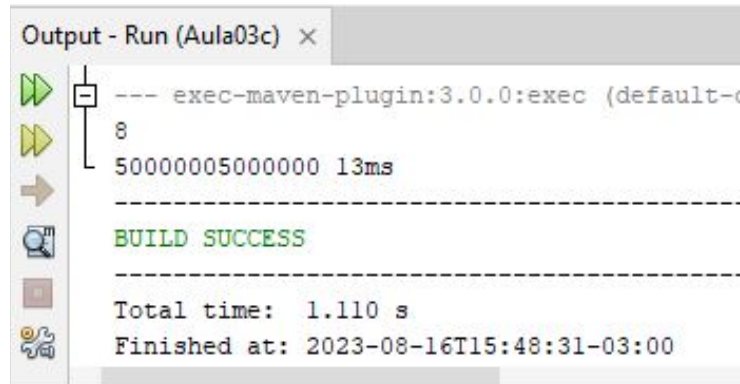 Output - Run (Aula03c)
--- exec-maven-plugin:3.0.0:exec (default-
8
50000005000000 13ms
------------------------------------------
BUILD SUCCESS
------------------------------------------
Total time:  1.110 s
Finished at: 2023-08-16T15:48:31-03:00